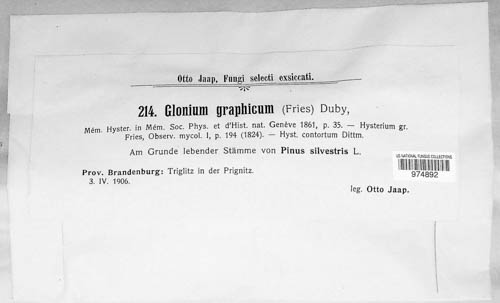 Otto Jaap, Fungi selecti exsiccati.
214. Glonium graphicum (Fries) Duby,
Mém. Hyster. in Mém. Soc. Phys. et d'Hist. nat. Genève 1861, p. 35. — Hysterium gr.
Fries, Observ. mycol. I, p. 194 (1824). — Hyst. contortum Dittm.
Am Grunde lebender Stämme von Pinus silvestris L.
Prov. Brandenburg: Triglitz in der Prignitz.
3. IV. 1906.
leg. Otto Jaap.
US NATIONAL FUNGUS COLLECTIONS
974892